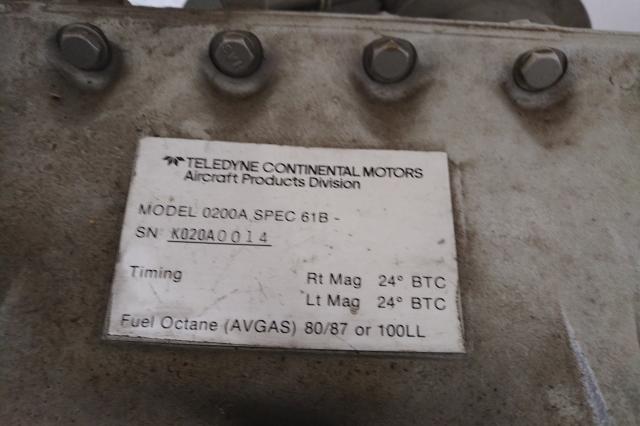 TELEDYNE CONTINENTAL MOTORS
Aircraft Products Division
MODEL 0200A SPEC 61B -
SN K020A0014
Timing Rt Mag 24° BTC
Lt Mag 24° BTC
Fuel Octane (AVGAS) 80/87 or 100LL